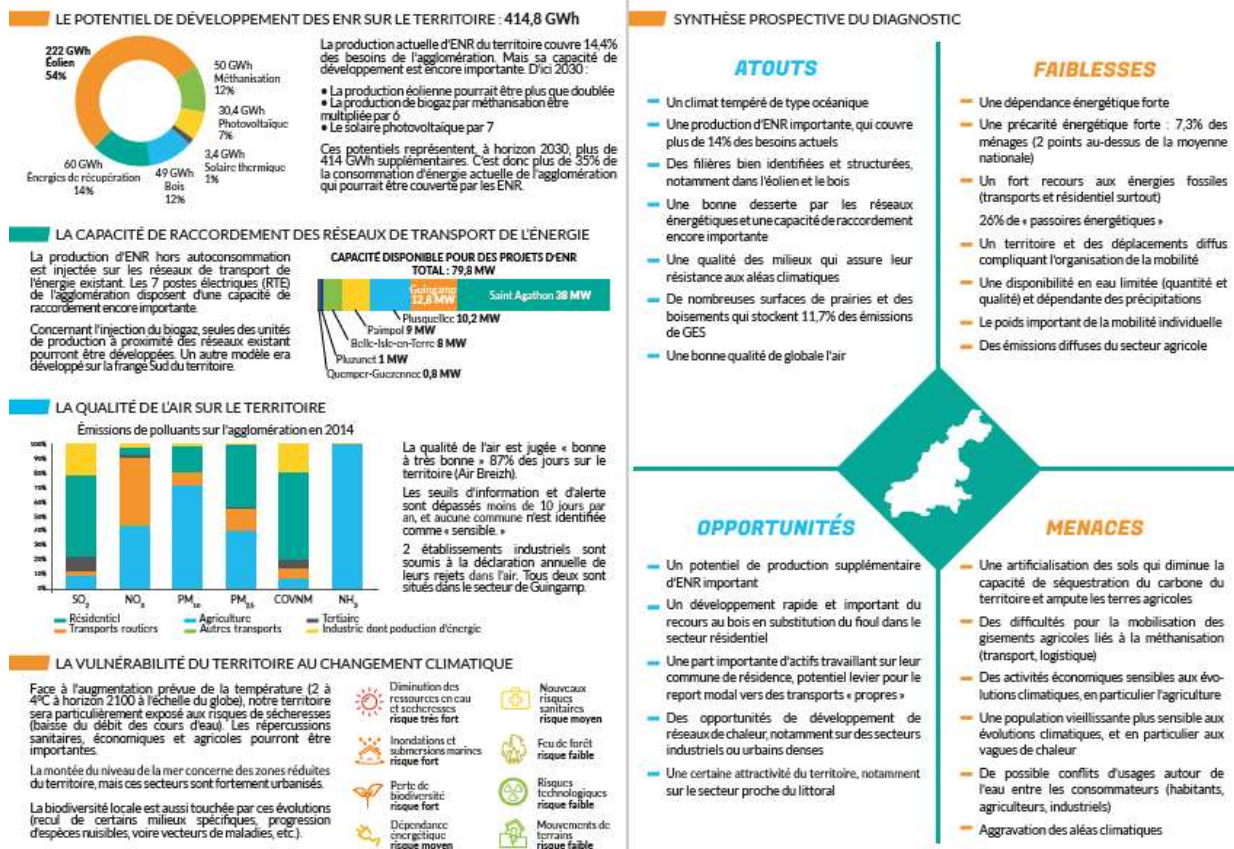 LE POTENTIEL DE DÉVELOPPEMENT DES ENR SUR LE TERRITOIRE : 414,8 GWh
222 GWh
Éolien
54%
50 GWh
Méthanisation
12%
30,4 GWh
Photovoltaïque
7%
3,4 GWh
Solaire thermique
1%
49 GWh
Bois
12%
60 GWh
Énergies de récupération
14%
La production actuelle d'ENR du territoire couvre 14,4%
des besoins de l'agglomération. Mais sa capacité de
développement est encore importante. D'ici 2030 :
• La production éolienne pourrait être plus que doublée
• La production de biogaz par méthanisation être
multipliée par 6
• Le solaire photovoltaïque par 7
Ces potentiels représentent, à horizon 2030, plus de
414 GWh supplémentaires. C'est donc plus de 35% de
la consommation d'énergie actuelle de l'agglomération
qui pourrait être couverte par les ENR.
LA CAPACITÉ DE RACCORDEMENT DES RÉSEAUX DE TRANSPORT DE L'ÉNERGIE
La production d'ENR hors autoconsommation
est injectée sur les réseaux de transport de
l'énergie existant. Les 7 postes électriques (RTE)
de l'agglomération disposent d'une capacité de
raccordement encore importante.
Concernant l'injection du biogaz, seules des unités
de production à proximité des réseaux existant
pourront être développées. Un autre modèle era
développé sur la frange Sud du territoire.
CAPACITÉ DISPONIBLE POUR DES PROJETS D'ENR
TOTAL : 79,8 MW
Guingamp
12,8 MW
Saint Agathon 38 MW
Plusquellec 10,2 MW
Paimpol 9 MW
Belle-Isle-en-Terre 8 MW
Pluzunet 1 MW
Quemper-Guezennec 0,8 MW
LA QUALITÉ DE L'AIR SUR LE TERRITOIRE
Émissions de polluants sur l'agglomération en 2014
100%
90%
80%
70%
60%
50%
40%
30%
20%
10%
0%
SO2 NOX PM10 PM2,5 COVNM NH3
Résidentiel Agriculture Tertiaire
Transports routiers Autres transports Industrie dont poduction d'énergie
La qualité de l'air est jugée « bonne
à très bonne » 87% des jours sur le
territoire (Air Breizh).
Les seuils d'information et d'alerte
sont dépassés moins de 10 jours par
an, et aucune commune n'est identifiée
comme « sensible. »
2 établissements industriels sont
soumis à la déclaration annuelle de
leurs rejets dans l'air. Tous deux sont
situés dans le secteur de Guingamp.
LA VULNÉRABILITÉ DU TERRITOIRE AU CHANGEMENT CLIMATIQUE
Face à l'augmentation prévue de la température (2 à
4°C à horizon 2100 à l'échelle du globe), notre territoire
sera particulièrement exposé aux risques de sécheresses
(baisse du débit des cours d'eau). Les répercussions
sanitaires, économiques et agricoles pourront être
importantes.
La montée du niveau de la mer concerne des zones réduites
du territoire, mais ces secteurs sont fortement urbanisés.
La biodiversité locale est aussi touchée par ces évolutions
(recul de certains milieux spécifiques, progression
d'espèces nuisibles, voire vecteurs de maladies, etc.).
Diminution des
ressources en eau
et sécheresses
risque très fort
Inondations et
submersions marines
risque fort
Perte de
biodiversité
risque fort
Dépendance
énergétique
risque moyen
Nouveaux
risques
sanitaires
risque moyen
Feu de forêt
risque faible
Risques
technologiques
risque faible
Mouvements de
terrains
risque faible
SYNTHÈSE PROSPECTIVE DU DIAGNOSTIC
ATOUTS
Un climat tempéré de type océanique
Une production d'ENR importante, qui couvre
plus de 14% des besoins actuels
Des filières bien identifiées et structurées,
notamment dans l'éolien et le bois
Une bonne desserte par les réseaux
énergétiques et une capacité de raccordement
encore importante
Une qualité des milieux qui assure leur
résistance aux aléas climatiques
De nombreuses surfaces de prairies et des
boisements qui stockent 11,7% des émissions
de GES
Une bonne qualité de globale l'air
FAIBLESSES
Une dépendance énergétique forte
Une précarité énergétique forte : 7,3% des
ménages (2 points au-dessus de la moyenne
nationale)
Un fort recours aux énergies fossiles
(transports et résidentiel surtout)
26% de « passoires énergétiques »
Un territoire et des déplacements diffus
compliquant l'organisation de la mobilité
Une disponibilité en eau limitée (quantité et
qualité) et dépendante des précipitations
Le poids important de la mobilité individuelle
Des émissions diffuses du secteur agricole
OPPORTUNITÉS
Un potentiel de production supplémentaire
d'ENR important
Un développement rapide et important du
recours au bois en substitution du fioul dans le
secteur résidentiel
Une part importante d'actifs travaillant sur leur
commune de résidence, potentiel levier pour le
report modal vers des transports « propres »
Des opportunités de développement de
réseaux de chaleur, notamment sur des secteurs
industriels ou urbains denses
Une certaine attractivité du territoire, notamment
sur le secteur proche du littoral
MENACES
Une artificialisation des sols qui diminue la
capacité de séquestration du carbone du
territoire et ampute les terres agricoles
Des difficultés pour la mobilisation des
gisements agricoles liés à la méthanisation
(transport, logistique)
Des activités économiques sensibles aux évo-
lutions climatiques, en particulier l'agriculture
Une population vieillissante plus sensible aux
évolutions climatiques, et en particulier aux
vagues de chaleur
De possible conflits d'usages autour de
l'eau entre les consommateurs (habitants,
agriculteurs, industriels)
Aggravation des aléas climatiques